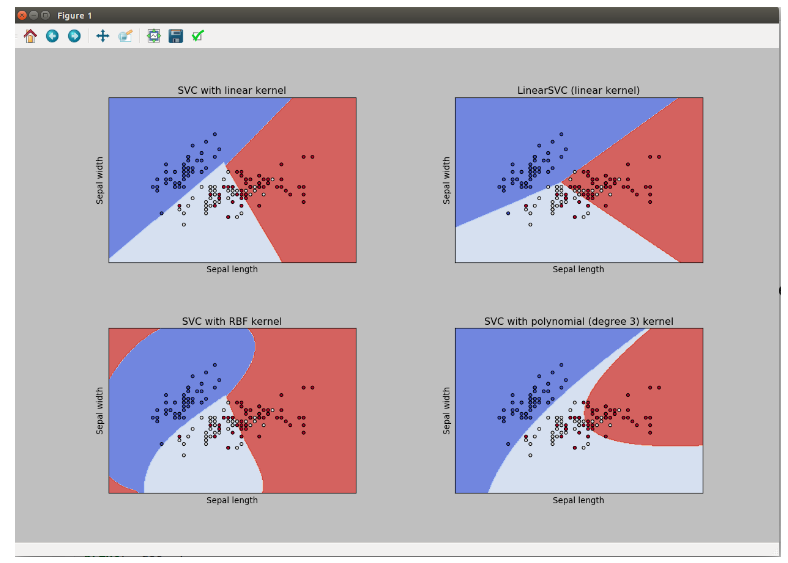 Figure 1
SVC with linear kernel
Sepal width
Sepal length
LinearSVC (linear kernel)
Sepal width
Sepal length
SVC with RBF kernel
Sepal width
Sepal length
SVC with polynomial (degree 3) kernel
Sepal width
Sepal length